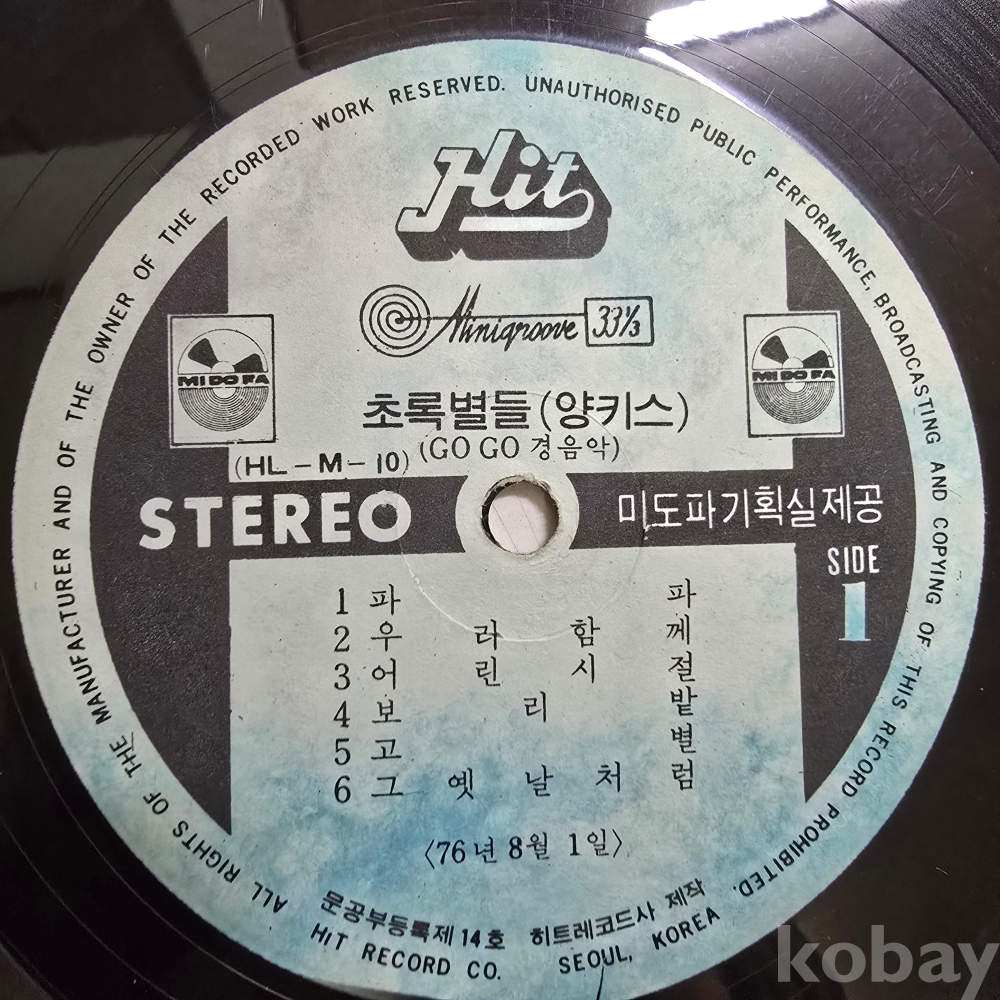 ALL RIGHTS OF THE MANUFACTURER AND OF THE OWNER OF THE RECORDED WORK RESERVED. UNAUTHORISED PUBLIC PERFORMANCE, BROADCASTING AND COPYING OF THIS RECORD PROHIBITED.
Hit
Minigroove 33⅓
MI DO FA
MI DO FA
초록별들 (양키스)
(GO GO 경음악)
(HL-M-10)
STEREO
미도파기획실제공
SIDE
1
1 파 파
2 우 라 함 께
3 어 린 시 절
4 보 리 밭
5 고 별
6 그 옛 날 처 럼
〈76년 8월 1일〉
문공부등록제14호 히트레코드사 제작
HIT RECORD CO. SEOUL, KOREA
kobay